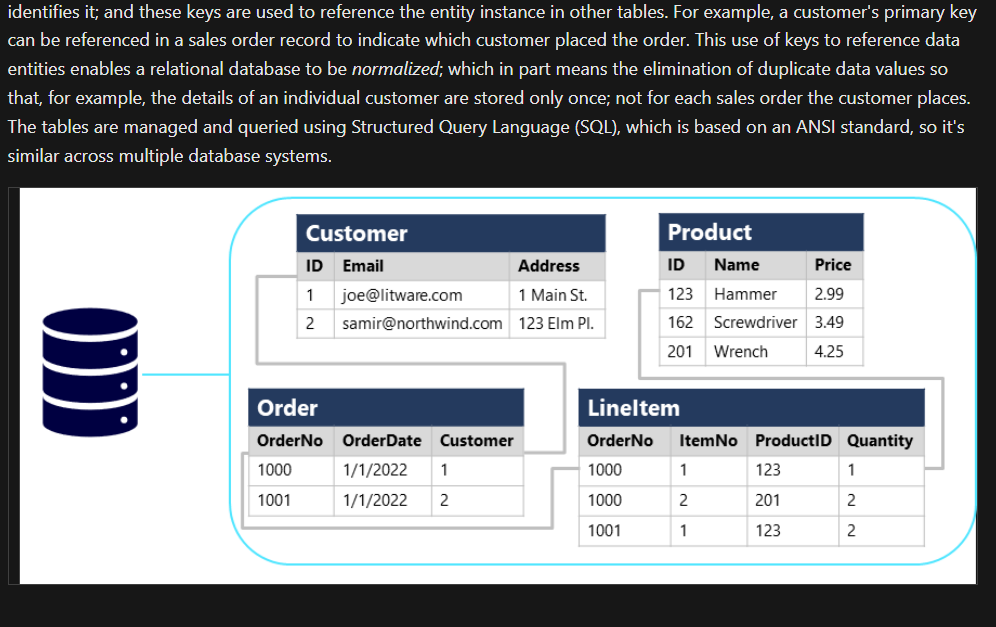 identifies it; and these keys are used to reference the entity instance in other tables. For example, a customer's primary key
can be referenced in a sales order record to indicate which customer placed the order. This use of keys to reference data
entities enables a relational database to be normalized; which in part means the elimination of duplicate data values so
that, for example, the details of an individual customer are stored only once; not for each sales order the customer places.
The tables are managed and queried using Structured Query Language (SQL), which is based on an ANSI standard, so it's
similar across multiple database systems.
Customer
ID Email Address
1 joe@litware.com 1 Main St.
2 samir@northwind.com 123 Elm Pl.
Product
ID Name Price
123 Hammer 2.99
162 Screwdriver 3.49
201 Wrench 4.25
Order
OrderNo OrderDate Customer
1000 1/1/2022 1
1001 1/1/2022 2
LineItem
OrderNo ItemNo ProductID Quantity
1000 1 123 1
1000 2 201 2
1001 1 123 2